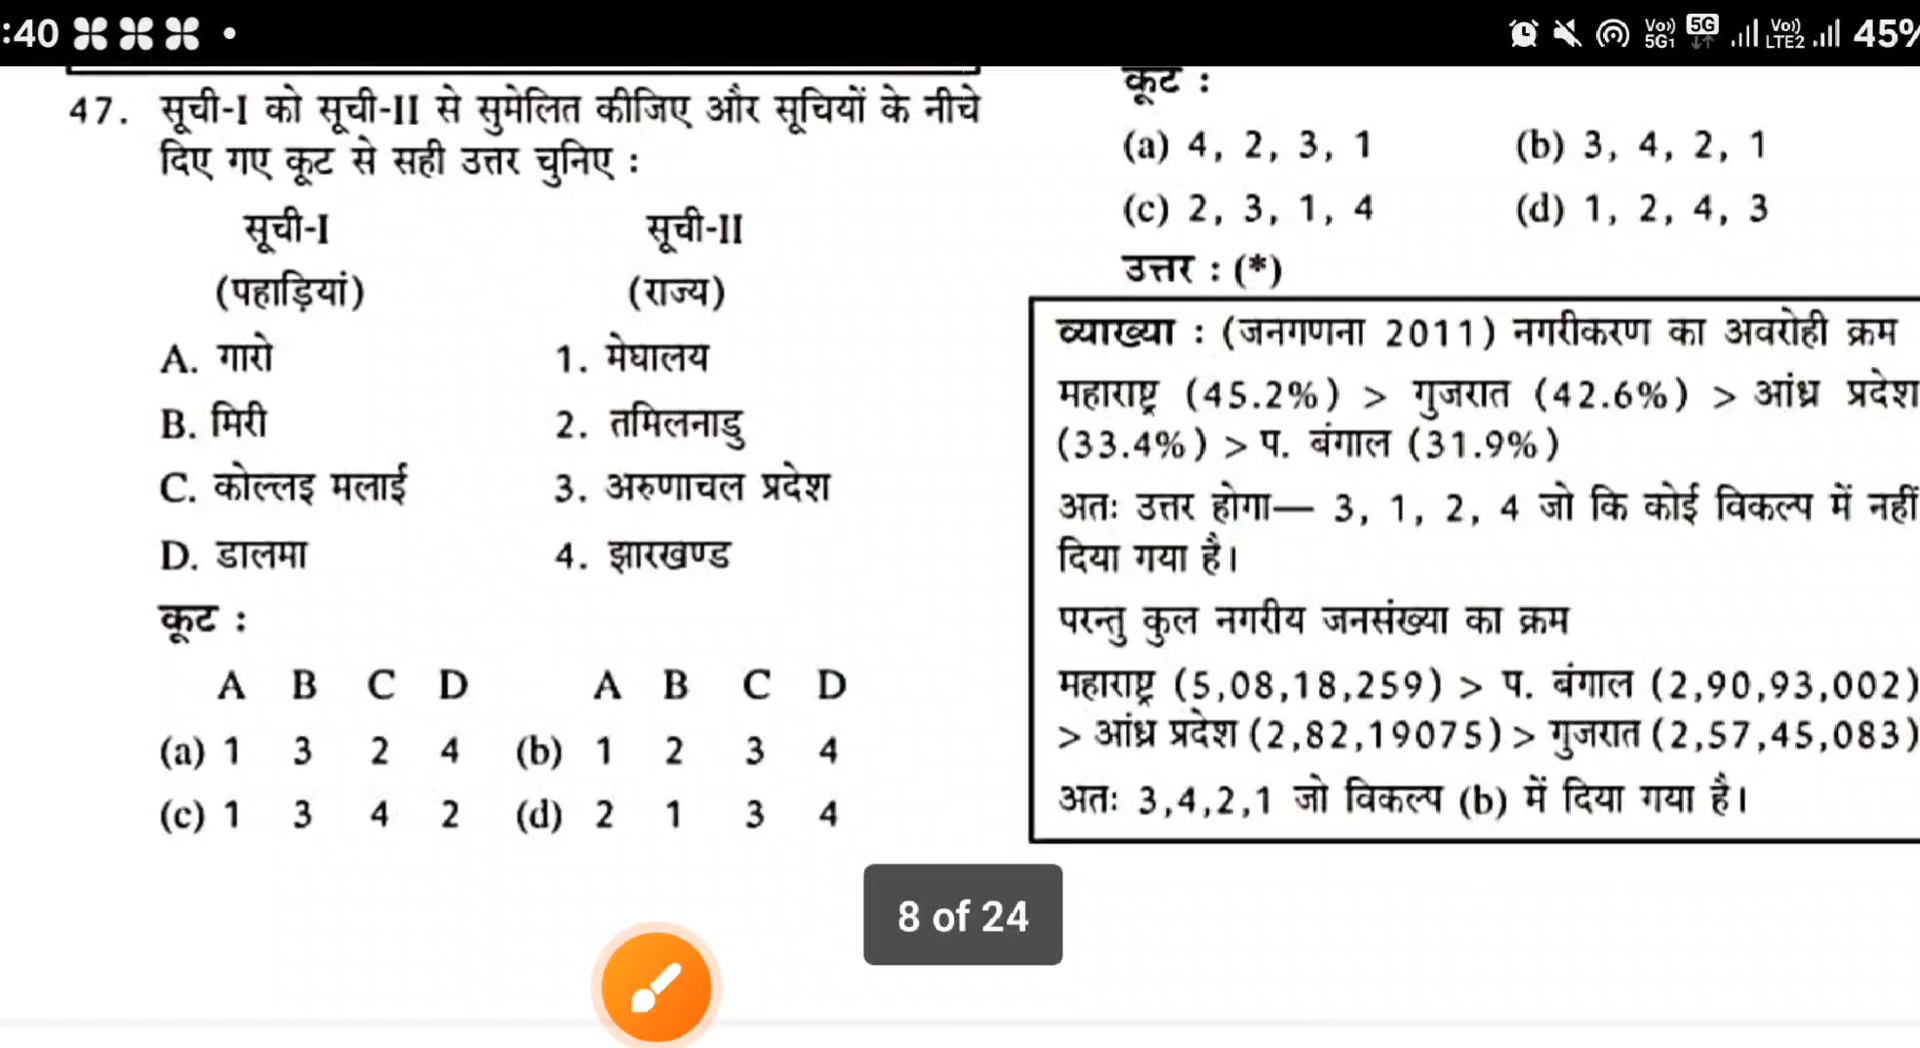 :40
Vo)) 5G1 5G Vo)) LTE2 45%
47. सूची-I को सूची-II से सुमेलित कीजिए और सूचियों के नीचे
दिए गए कूट से सही उत्तर चुनिए :
सूची-I सूची-II
(पहाड़ियां) (राज्य)
A. गारो 1. मेघालय
B. मिरी 2. तमिलनाडु
C. कोल्लइ मलाई 3. अरुणाचल प्रदेश
D. डालमा 4. झारखण्ड
कूट :
A B C D A B C D
(a) 1 3 2 4 (b) 1 2 3 4
(c) 1 3 4 2 (d) 2 1 3 4
कूट :
(a) 4, 2, 3, 1 (b) 3, 4, 2, 1
(c) 2, 3, 1, 4 (d) 1, 2, 4, 3
उत्तर : (*)
व्याख्या : (जनगणना 2011) नगरीकरण का अवरोही क्रम
महाराष्ट्र (45.2%) > गुजरात (42.6%) > आंध्र प्रदेश
(33.4%) > प. बंगाल (31.9%)
अतः उत्तर होगा— 3, 1, 2, 4 जो कि कोई विकल्प में नहीं
दिया गया है।
परन्तु कुल नगरीय जनसंख्या का क्रम
महाराष्ट्र (5,08,18,259) > प. बंगाल (2,90,93,002)
> आंध्र प्रदेश (2,82,19075) > गुजरात (2,57,45,083)
अतः 3,4,2,1 जो विकल्प (b) में दिया गया है।
8 of 24